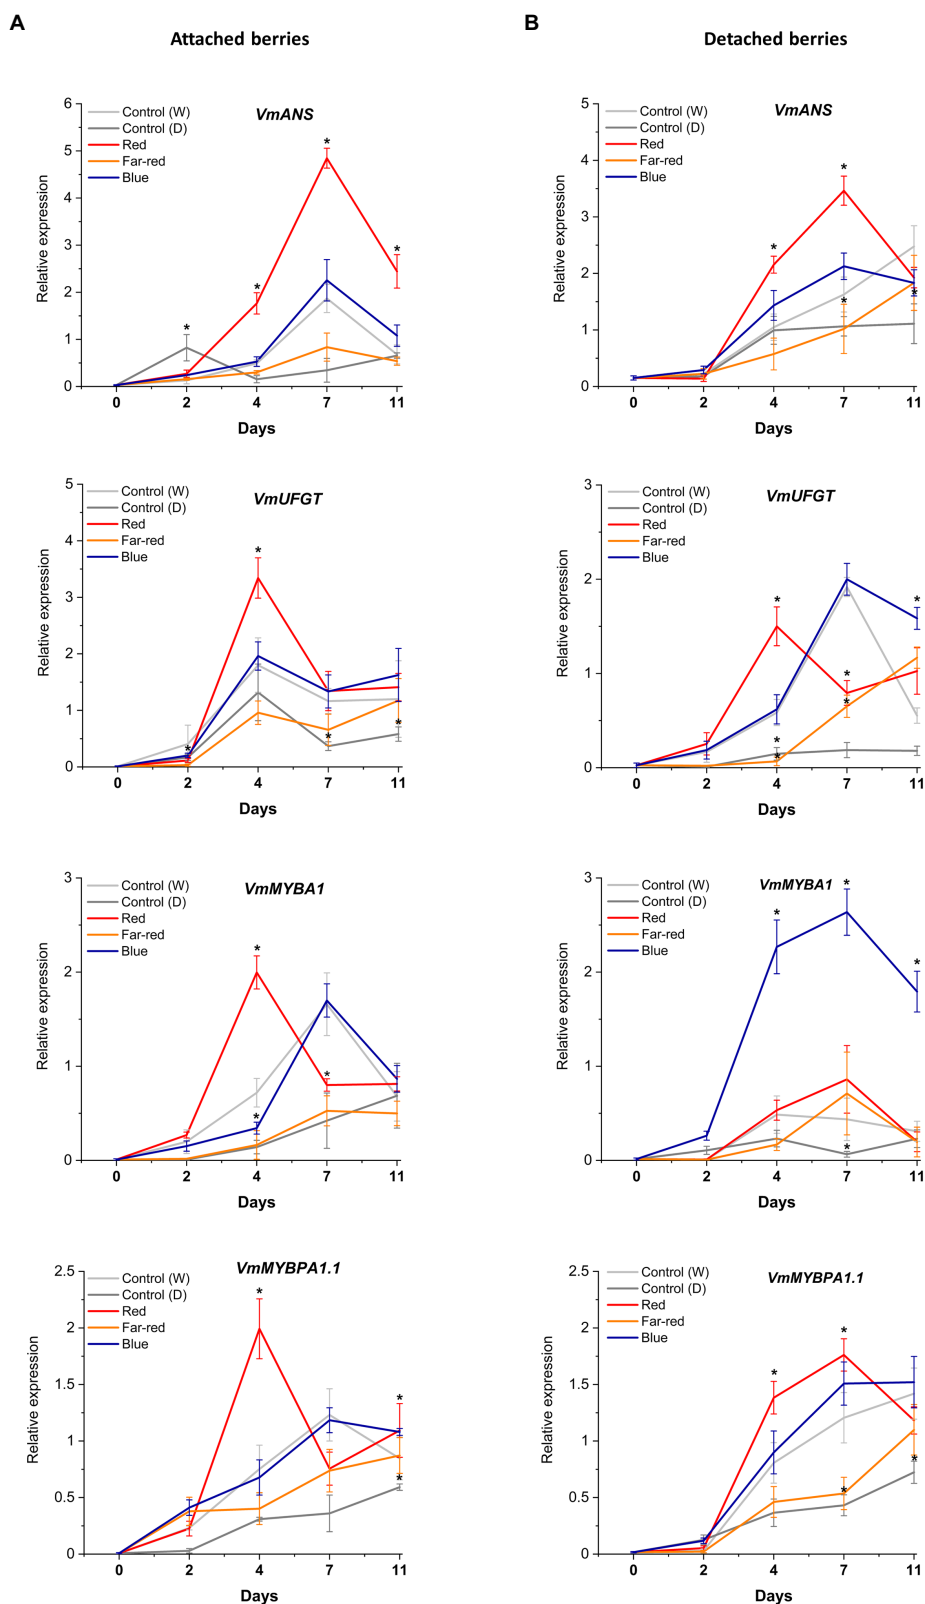 A
B
Attached berries
Detached berries
VmANS
Control (W)
Control (D)
Red
Far-red
Blue
Relative expression
6
5
4
3
2
1
0
0 2 4 7 11
Days
* * * *
VmANS
Control (W)
Control (D)
Red
Far-red
Blue
Relative expression
5
4
3
2
1
0
0 2 4 7 11
Days
* * * *
VmUFGT
Control (W)
Control (D)
Red
Far-red
Blue
Relative expression
5
4
3
2
1
0
0 2 4 7 11
Days
* * * *
VmUFGT
Control (W)
Control (D)
Red
Far-red
Blue
Relative expression
3
2
1
0
0 2 4 7 11
Days
* * * * * *
VmMYBA1
Control (W)
Control (D)
Red
Far-red
Blue
Relative expression
3
2
1
0
0 2 4 7 11
Days
* * *
VmMYBA1
Control (W)
Control (D)
Red
Far-red
Blue
Relative expression
3
2
1
0
0 2 4 7 11
Days
* * * *
VmMYBPA1.1
Control (W)
Control (D)
Red
Far-red
Blue
Relative expression
2.5
2
1.5
1
0.5
0
0 2 4 7 11
Days
* * *
VmMYBPA1.1
Control (W)
Control (D)
Red
Far-red
Blue
Relative expression
2.5
2
1.5
1
0.5
0
0 2 4 7 11
Days
* * * *